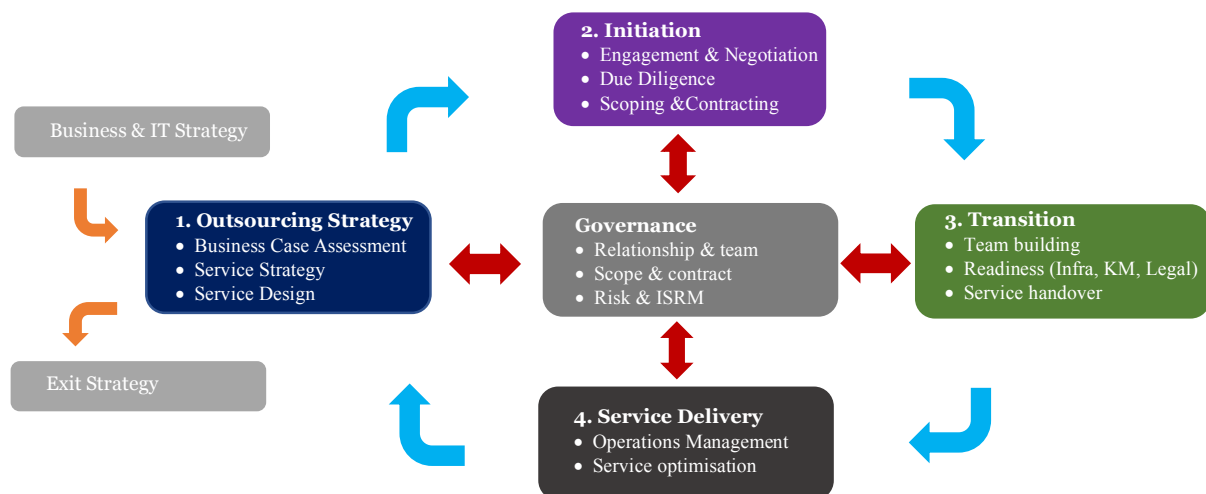 2. Initiation
• Engagement & Negotiation
• Due Diligence
• Scoping &Contracting
Business & IT Strategy
1. Outsourcing Strategy
• Business Case Assessment
• Service Strategy
• Service Design
Governance
• Relationship & team
• Scope & contract
• Risk & ISRM
3. Transition
• Team building
• Readiness (Infra, KM, Legal)
• Service handover
Exit Strategy
4. Service Delivery
• Operations Management
• Service optimisation